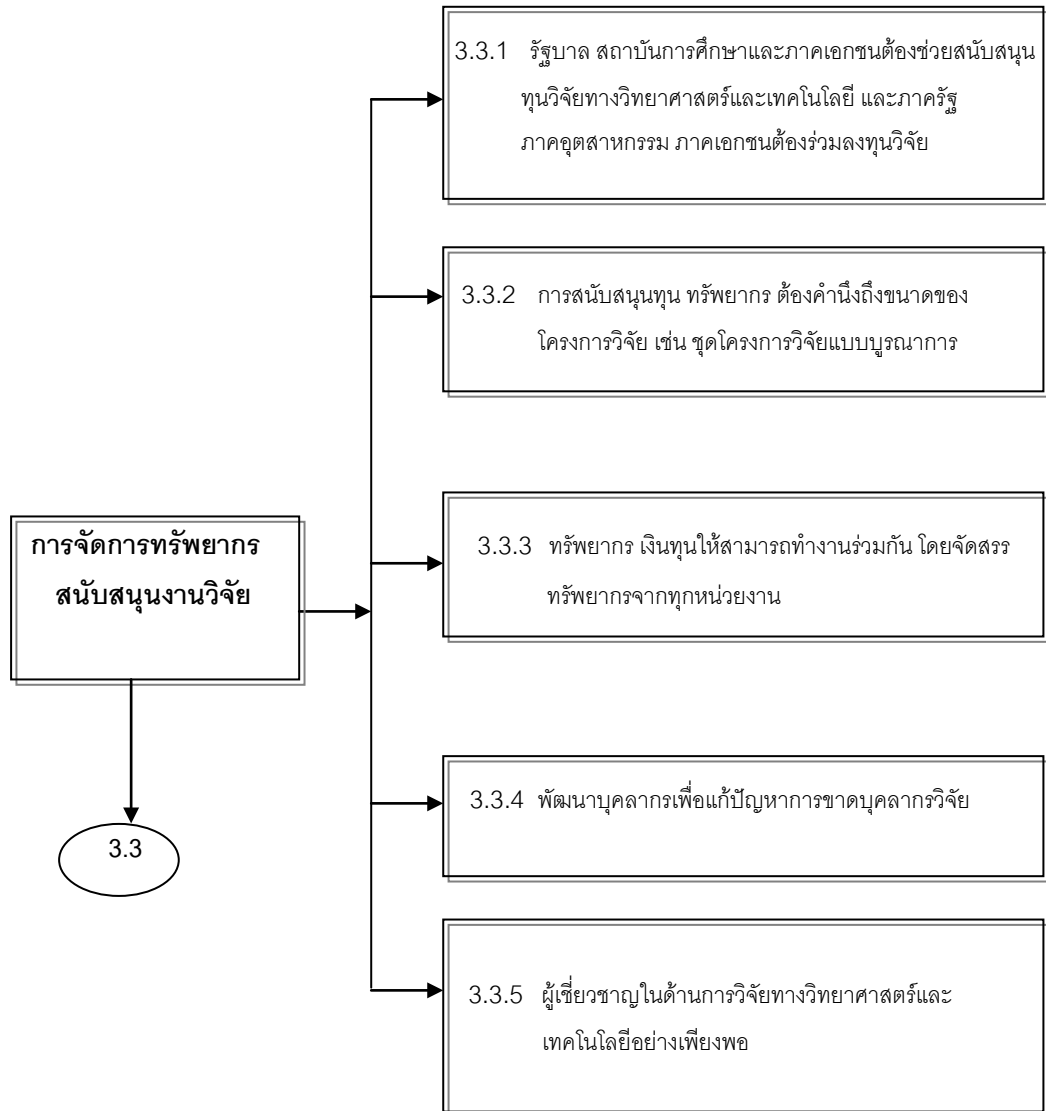 3.3.1 รัฐบาล สถาบันการศึกษาและภาคเอกชนต้องช่วยสนับสนุน
ทุนวิจัยทางวิทยาศาสตร์และเทคโนโลยี และภาครัฐ
ภาคอุตสาหกรรม ภาคเอกชนต้องร่วมลงทุนวิจัย
3.3.2 การสนับสนุนทุน ทรัพยากร ต้องคำนึงถึงขนาดของ
โครงการวิจัย เช่น ชุดโครงการวิจัยแบบบูรณาการ
การจัดการทรัพยากร
สนับสนุนงานวิจัย
3.3.3 ทรัพยากร เงินทุนให้สามารถทำงานร่วมกัน โดยจัดสรร
ทรัพยากรจากทุกหน่วยงาน
3.3.4 พัฒนาบุคลากรเพื่อแก้ปัญหาการขาดบุคลากรวิจัย
3.3
3.3.5 ผู้เชี่ยวชาญในด้านการวิจัยทางวิทยาศาสตร์และ
เทคโนโลยีอย่างเพียงพอ